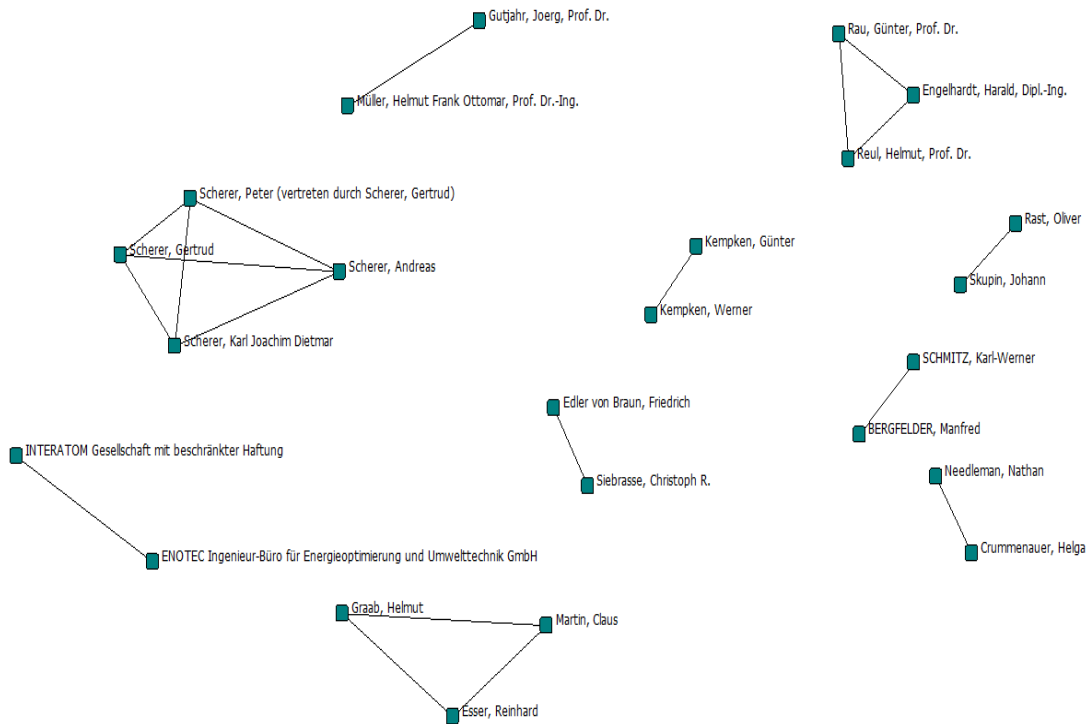 Gutjahr, Joerg, Prof. Dr.
Rau, Günter, Prof. Dr.
Müller, Helmut Frank Ottomar, Prof. Dr.-Ing.
Engelhardt, Harald, Dipl.-Ing.
Reul, Helmut, Prof. Dr.
Scherer, Peter (vertreten durch Scherer, Gertrud)
Rast, Oliver
Scherer, Gertrud
Kempken, Günter
Scherer, Andreas
Skupin, Johann
Kempken, Werner
Scherer, Karl Joachim Dietmar
SCHMITZ, Karl-Werner
Edler von Braun, Friedrich
BERGFELDER, Manfred
INTERATOM Gesellschaft mit beschränkter Haftung
Needleman, Nathan
Siebrasse, Christoph R.
Crummenauer, Helga
ENOTEC Ingenieur-Büro für Energieoptimierung und Umwelttechnik GmbH
Graab, Helmut
Martin, Claus
Esser, Reinhard